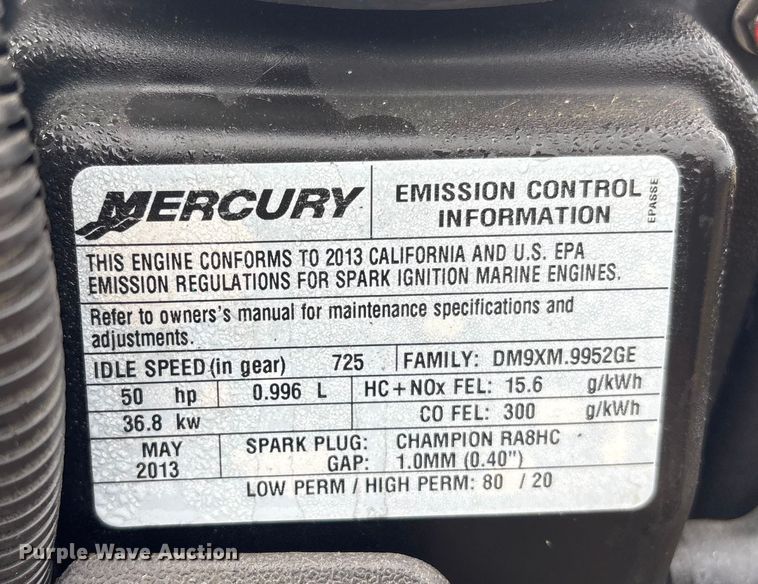 MERCURY
EMISSION CONTROL
INFORMATION
EPASSE
THIS ENGINE CONFORMS TO 2013 CALIFORNIA AND U.S. EPA
EMISSION REGULATIONS FOR SPARK IGNITION MARINE ENGINES.
Refer to owners's manual for maintenance specifications and
adjustments.
IDLE SPEED (in gear) 725 FAMILY: DM9XM.9952GE
50 hp 0.996 L HC+NOx FEL: 15.6 g/kWh
36.8 kw CO FEL: 300 g/kWh
MAY SPARK PLUG: CHAMPION RA8HC
2013 GAP: 1.0MM (0.40")
LOW PERM / HIGH PERM: 80 / 20
Purple Wave Auction.